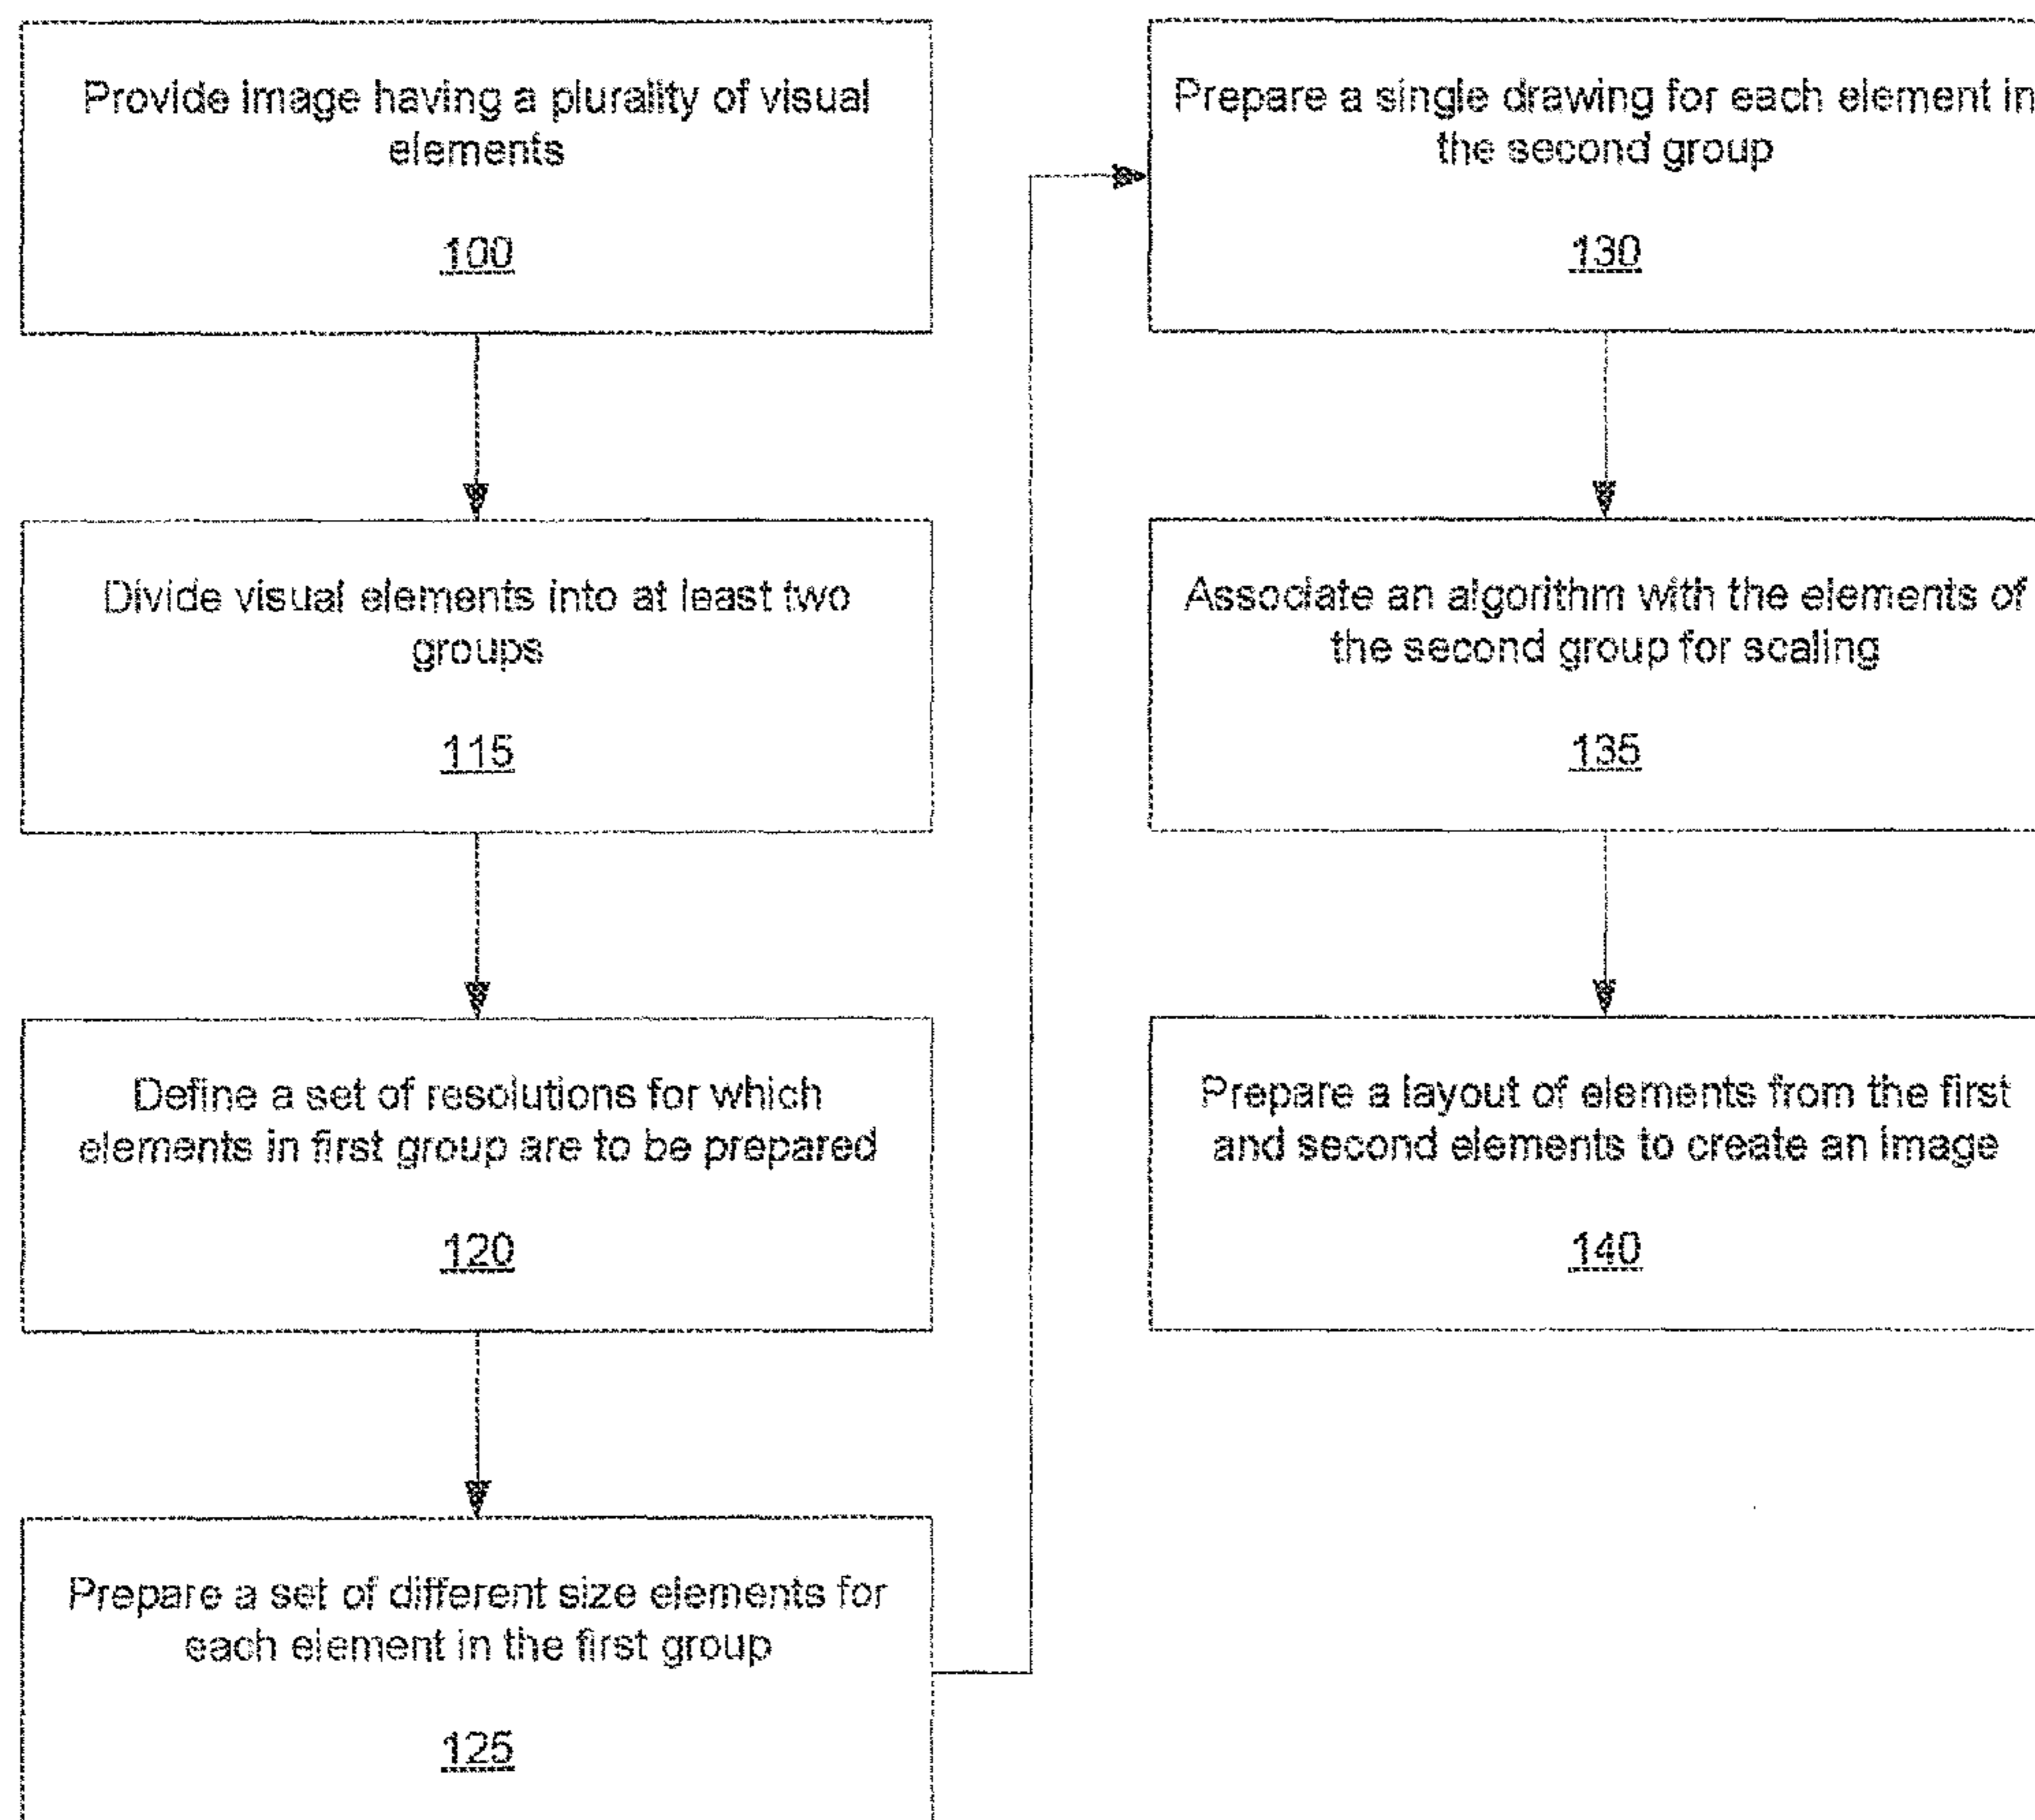 Provide image having a plurality of visual
elements
100
Divide visual elements into at least two
groups
115
Define a set of resolutions for which
elements in first group are to be prepared
120
Prepare a set of different size elements for
each element in the first group
125
Prepare a single drawing for each element in
the second group
130
Associate an algorithm with the elements of
the second group for scaling
135
Prepare a layout of elements from the first
and second elements to create an image
140